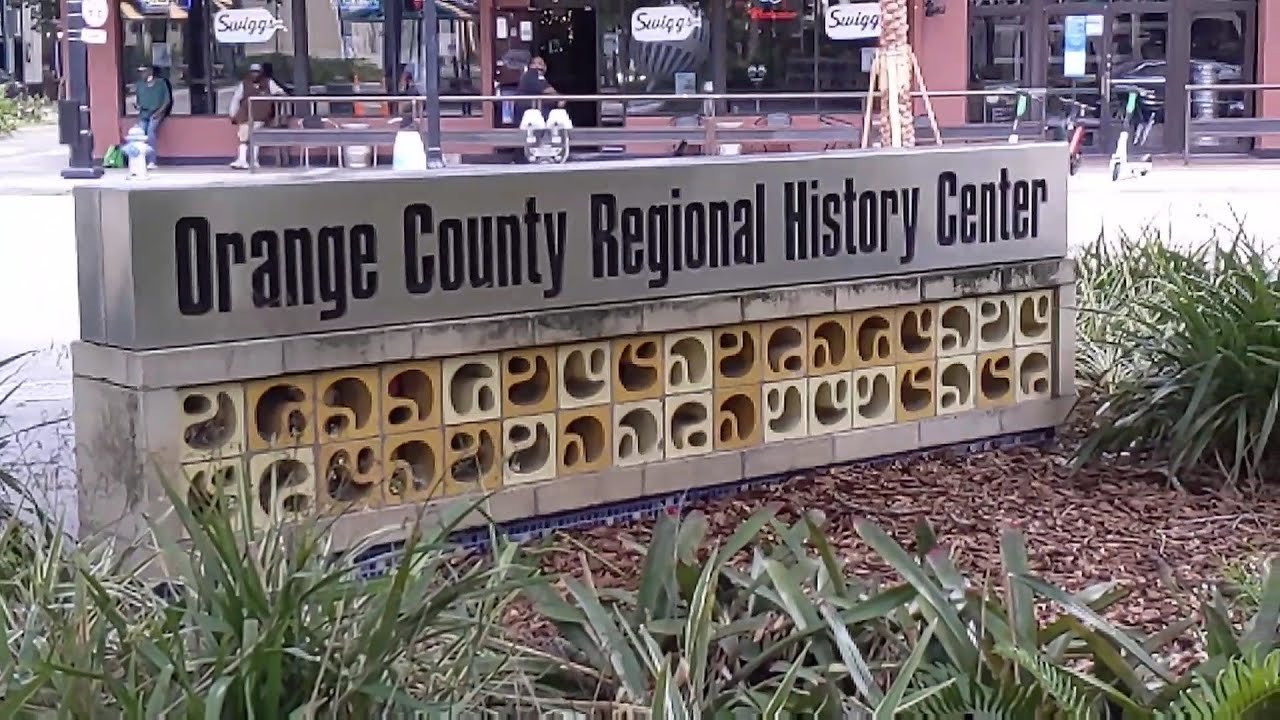 Swiggs
Swiggs
Swiggs
Orange County Regional History Center